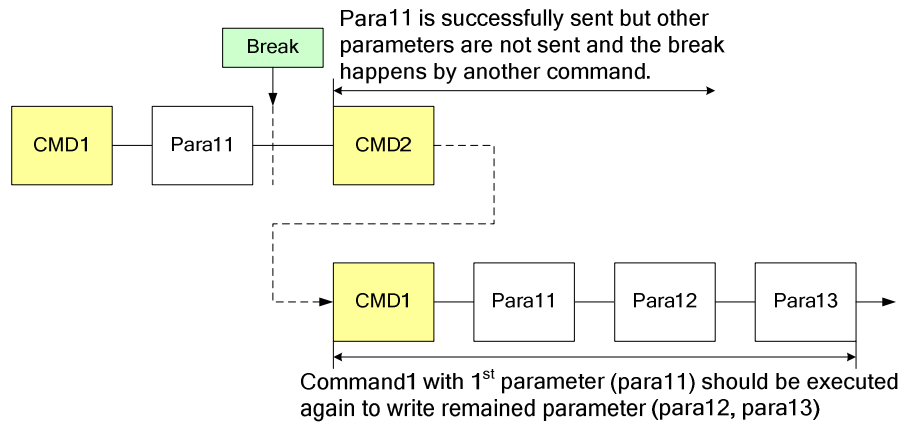 Para11 is successfully sent but other
parameters are not sent and the break
happens by another command.
Break
CMD1
Para11
CMD2
CMD1
Para11
Para12
Para13
Command1 with 1st parameter (para11) should be executed
again to write remained parameter (para12, para13)